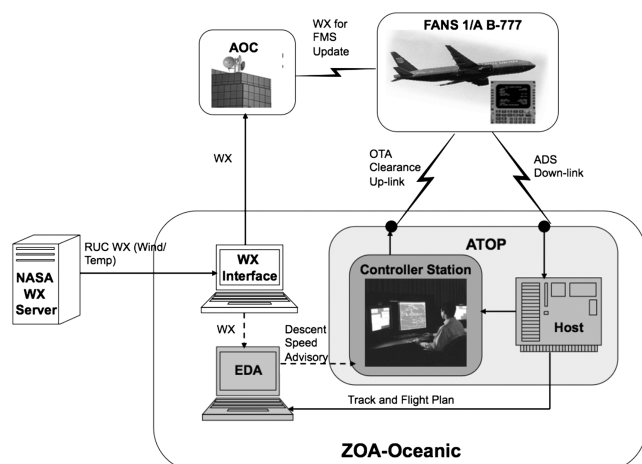 FANS 1/A B-777
AOC
WX for
FMS
Update
WX
OTA
Clearance
Up-link
ADS
Down-link
NASA
WX
Server
RUC WX (Wind/
Temp)
WX
Interface
ATOP
Controller Station
Host
WX
Descent
Speed
Advisory
EDA
Track and Flight Plan
ZOA-Oceanic